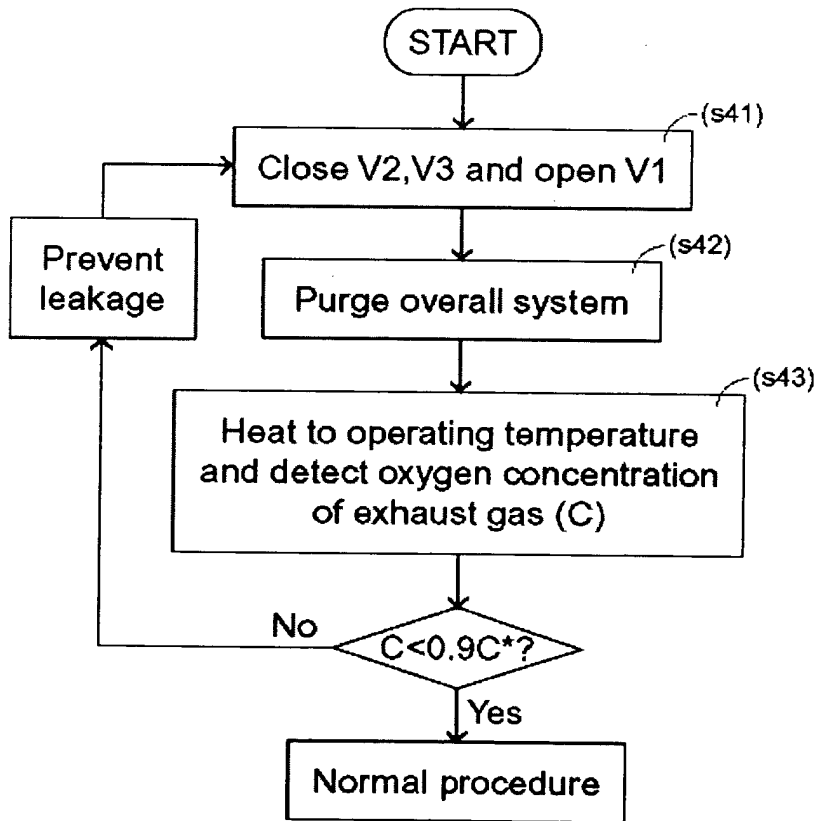 START
(s41)
Close V2,V3 and open V1
Prevent
leakage
(s42)
Purge overall system
(s43)
Heat to operating temperature
and detect oxygen concentration
of exhaust gas (C)
No
C<0.9C*?
Yes
Normal procedure